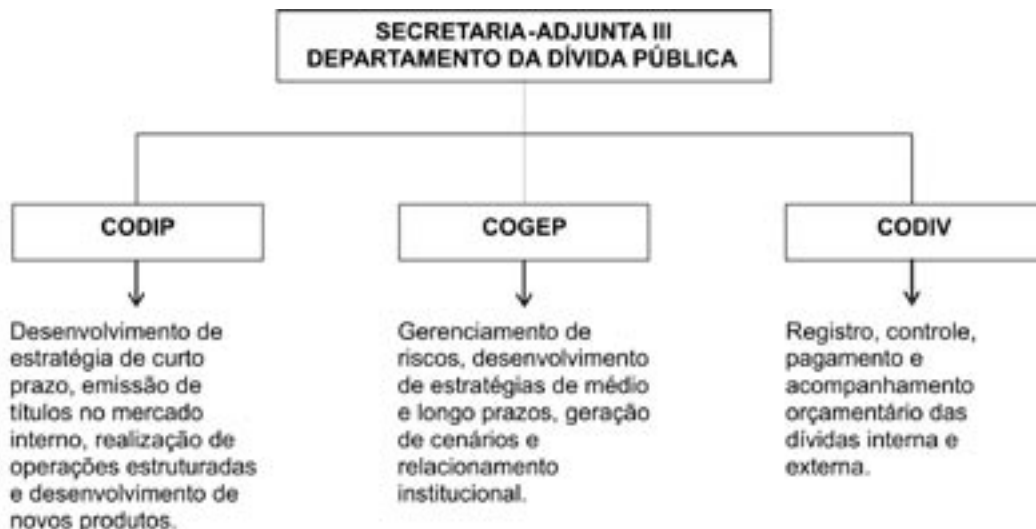 SECRETARIA-ADJUNTA III
DEPARTAMENTO DA DÍVIDA PÚBLICA
CODIP
Desenvolvimento de
estratégia de curto
prazo, emissão de
títulos no mercado
interno, realização de
operações estruturadas
e desenvolvimento de
novos produtos.
COGEP
Gerenciamento de
riscos, desenvolvimento
de estratégias de médio
e longo prazos, geração
de cenários e
relacionamento
institucional.
CODIV
Registro, controle,
pagamento e
acompanhamento
orçamentário das
dívidas interna e
externa.